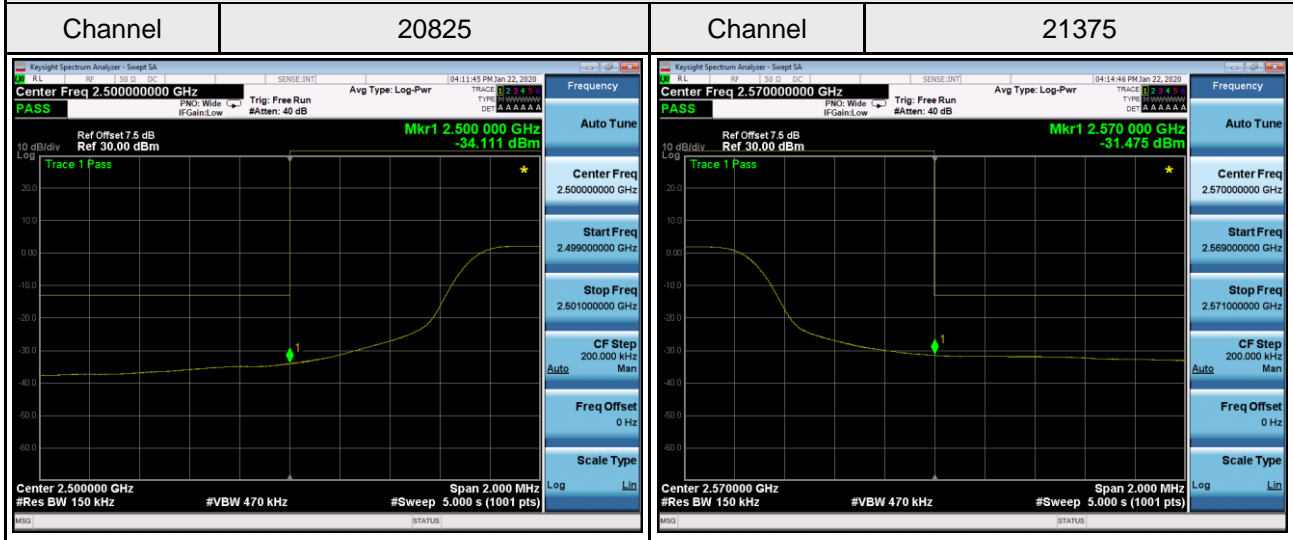 Channel 20825 Channel 21375
Keysight Spectrum Analyzer - Swept SA
RL RF 50 Ω DC SENSE:INT 04:11:45 PM Jan 22, 2020
Center Freq 2.500000000 GHz Avg Type: Log-Pwr TRACE 1 2 3 4 5 6
PASS PNO: Wide Trig: Free Run TYPE M WWWWW
IFGain:Low #Atten: 40 dB DET A A A A A A
Frequency
Auto Tune
Ref Offset 7.5 dB Mkr1 2.500 000 GHz
10 dB/div Ref 30.00 dBm -34.111 dBm
Log
Trace 1 Pass
*
20.0
10.0
0.00
-10.0
-20.0
-30.0
-40.0
-50.0
-60.0
1
Center Freq
2.500000000 GHz
Start Freq
2.499000000 GHz
Stop Freq
2.501000000 GHz
CF Step
200.000 kHz
Auto Man
Freq Offset
0 Hz
Scale Type
Log Lin
Center 2.500000 GHz Span 2.000 MHz
#Res BW 150 kHz #VBW 470 kHz #Sweep 5.000 s (1001 pts)
MSG STATUS
Keysight Spectrum Analyzer - Swept SA
RL RF 50 Ω DC SENSE:INT 04:14:46 PM Jan 22, 2020
Center Freq 2.570000000 GHz Avg Type: Log-Pwr TRACE 1 2 3 4 5 6
PASS PNO: Wide Trig: Free Run TYPE M WWWWW
IFGain:Low #Atten: 40 dB DET A A A A A A
Frequency
Auto Tune
Ref Offset 7.5 dB Mkr1 2.570 000 GHz
10 dB/div Ref 30.00 dBm -31.475 dBm
Log
Trace 1 Pass
*
20.0
10.0
0.00
-10.0
-20.0
-30.0
-40.0
-50.0
-60.0
1
Center Freq
2.570000000 GHz
Start Freq
2.569000000 GHz
Stop Freq
2.571000000 GHz
CF Step
200.000 kHz
Auto Man
Freq Offset
0 Hz
Scale Type
Log Lin
Center 2.570000 GHz Span 2.000 MHz
#Res BW 150 kHz #VBW 470 kHz #Sweep 5.000 s (1001 pts)
MSG STATUS